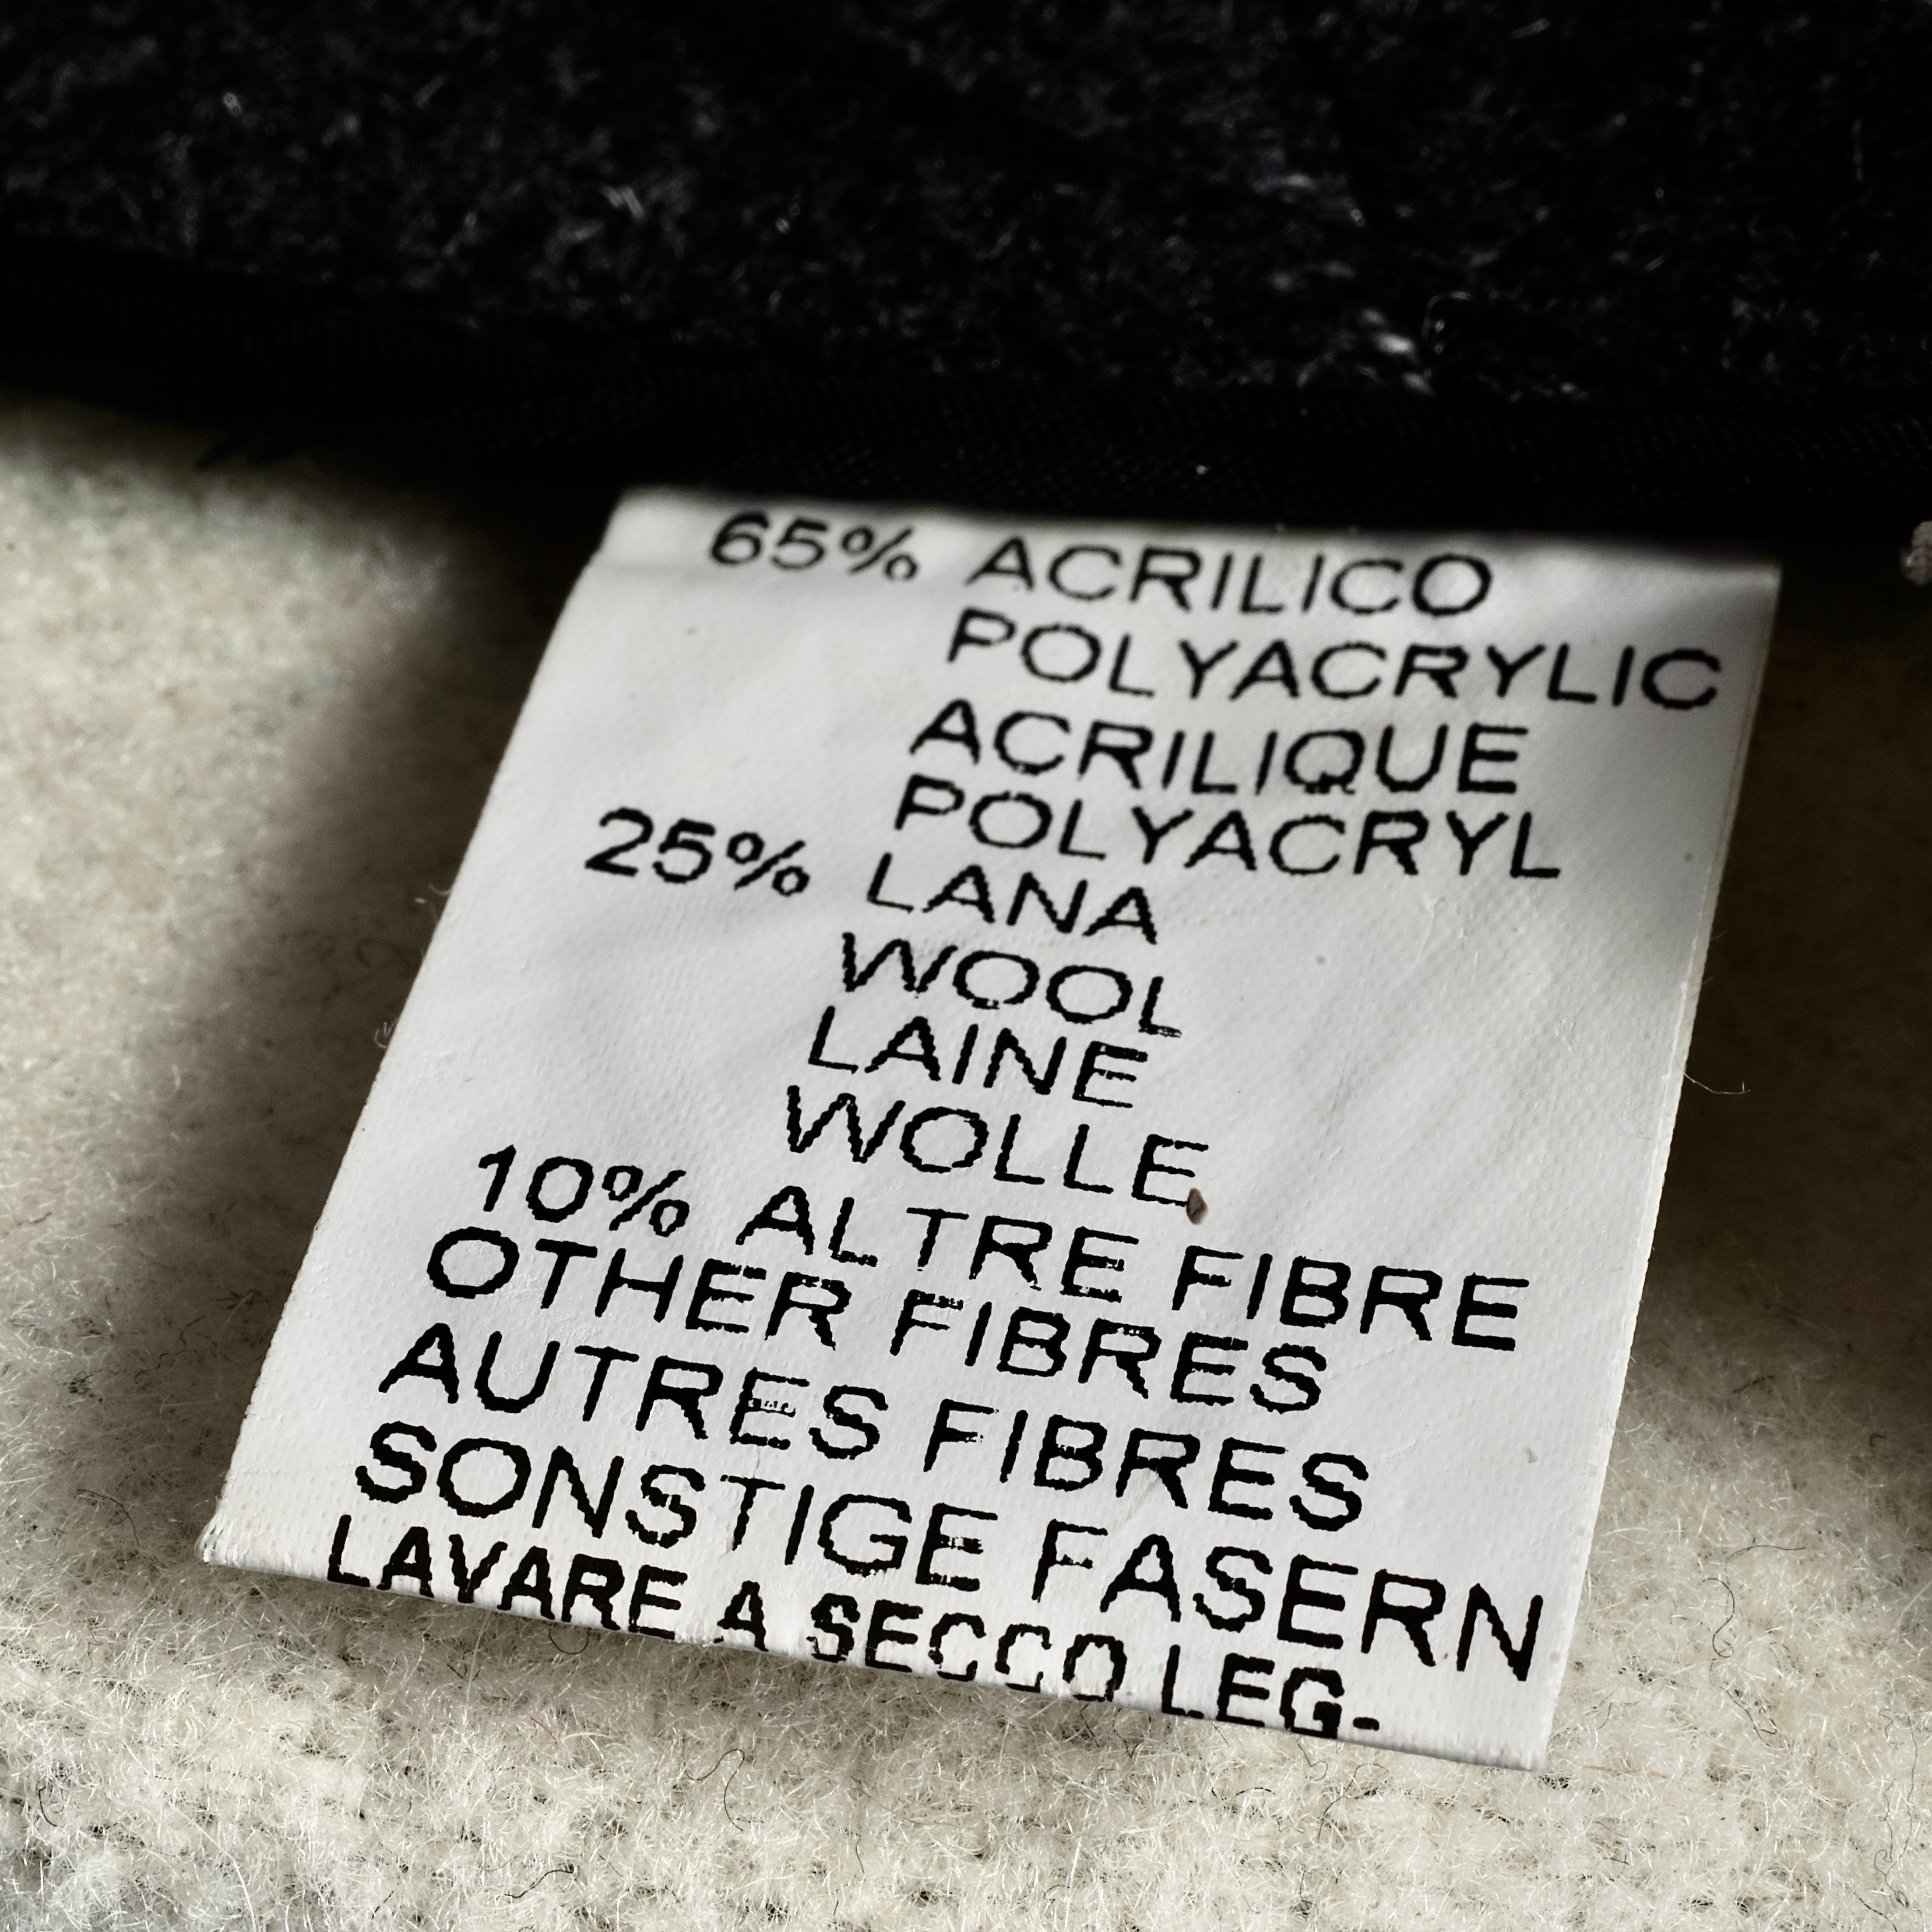 65% ACRILICO
POLYACRYLIC
ACRILIQUE
POLYACRYL
25% LANA
WOOL
LAINE
WOLLE
10% ALTRE FIBRE
OTHER FIBRES
AUTRES FIBRES
SONSTIGE FASERN
LAVARE A SECCO LEG-